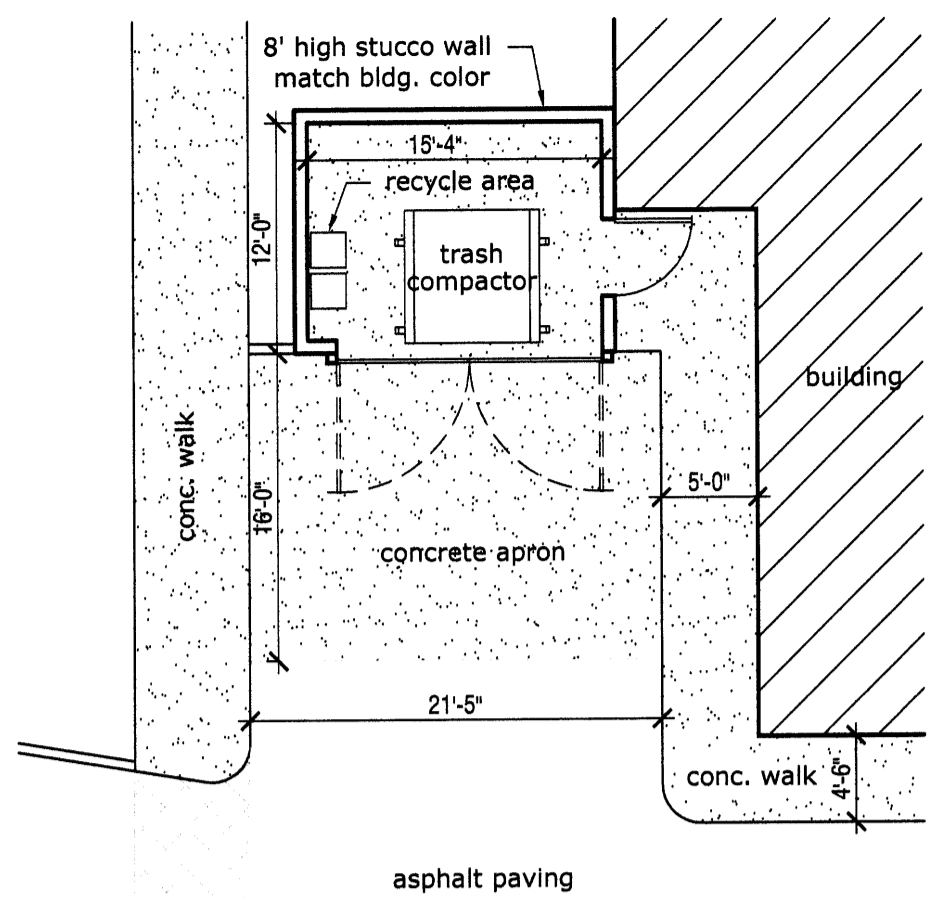 8' high stucco wall
match bldg. color
15'-4"
recycle area
12'-0"
trash
compactor
building
conc. walk
16'-0"
5'-0"
concrete apron
21'-5"
conc. walk
4'-6"
asphalt paving